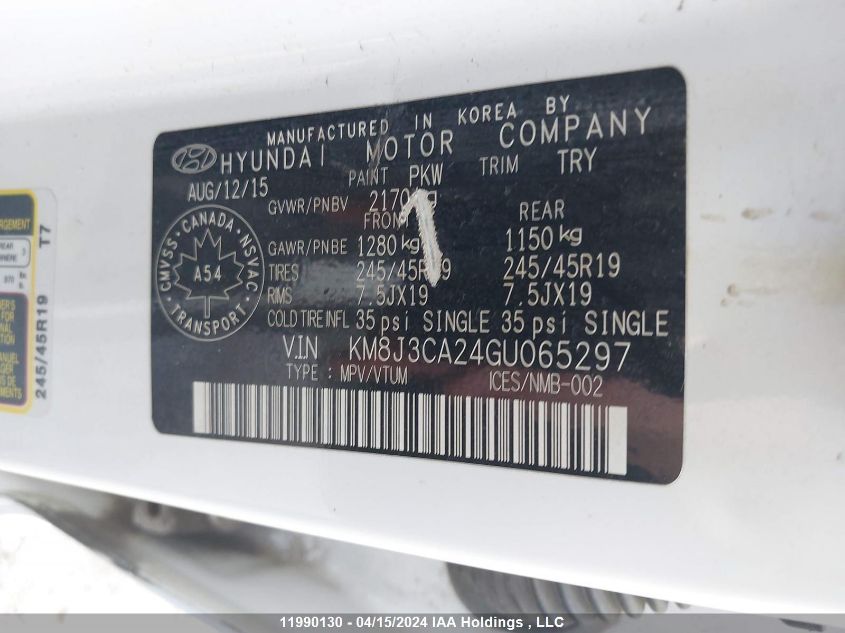 MANUFACTURED IN KOREA BY
HYUNDAI MOTOR COMPANY
AUG/12/15 PAINT PKW TRIM TRY
GVWR/PNBV
FRONT REAR
GAWR/PNBE 1280 kg 1150 kg
TIRES 245/45R19 245/45R19
RIMS 7.5JX19 7.5JX19
COLD TIRE INFL 35 psi SINGLE 35 psi SINGLE
V.I.N KM8J3CA24GU065297
TYPE : MPV/VTUM ICES/NMB-002
CMVSS CANADA NSVAC
A54
TRANSPORT
T7
245/45R19
11990130 - 04/15/2024 IAA Holdings , LLC